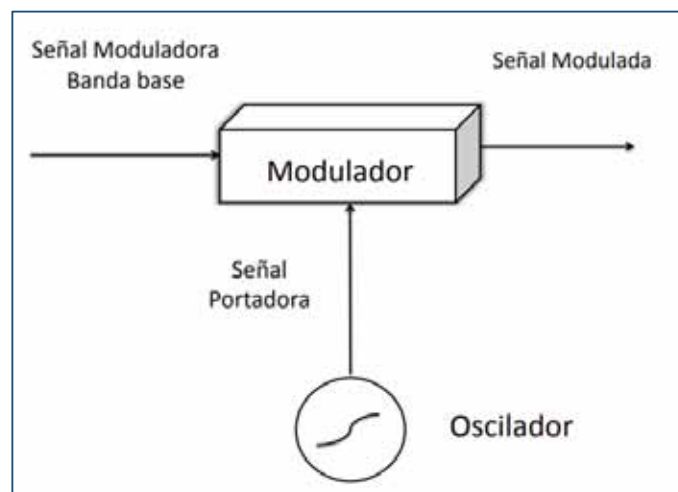 Señal Moduladora
Banda base
Señal Modulada
Modulador
Señal
Portadora
Oscilador